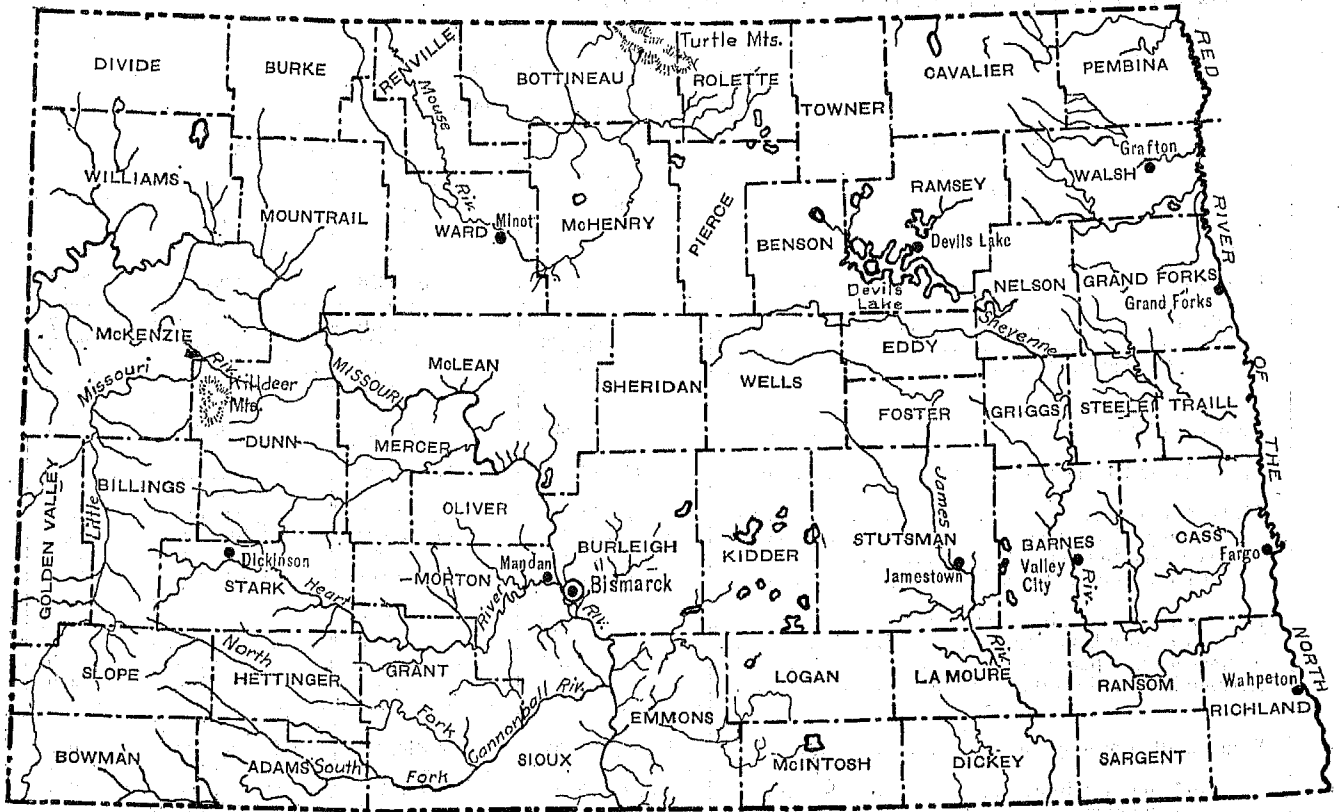 DIVIDE
BURKE
RENVILLE
Mouse
Riv.
BOTTINEAU
Turtle Mts.
ROLETTE
TOWNER
CAVALIER
PEMBINA
RED
RIVER
OF
THE
NORTH
WILLIAMS
MOUNTRAIL
WARD
Minot
McHENRY
PIERCE
BENSON
RAMSEY
Devils Lake
Devils
Lake
Grafton
WALSH
NELSON
GRAND FORKS
Grand Forks
McKENZIE
Missouri
Riv.
Killdeer
Mts.
MISSOURI
McLEAN
SHERIDAN
WELLS
EDDY
Sheyenne
FOSTER
GRIGGS
STEELE
TRAILL
DUNN
MERCER
GOLDEN VALLEY
BILLINGS
Little
OLIVER
Dickinson
STARK
Heart
MORTON
River
Mandan
BURLEIGH
Bismarck
Riv.
KIDDER
STUTSMAN
James
Jamestown
Riv.
BARNES
Valley
City
Riv.
CASS
Fargo
SLOPE
North
HETTINGER
GRANT
Fork
Cannonball Riv.
EMMONS
LOGAN
LA MOURE
RANSOM
Wahpeton
RICHLAND
BOWMAN
ADAMS
South
Fork
SIOUX
McINTOSH
DICKEY
SARGENT